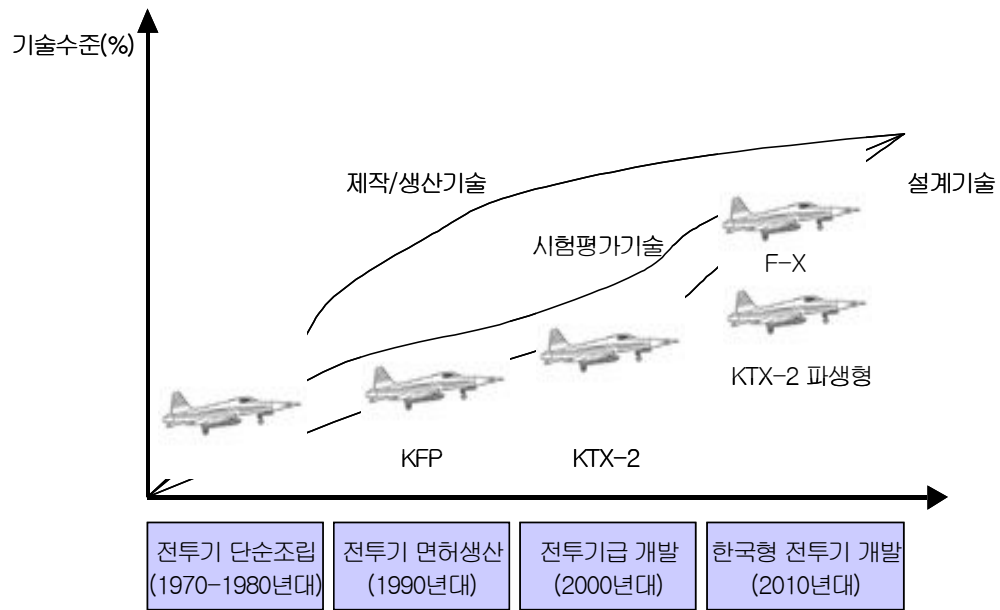 기술수준(%)
제작/생산기술
설계기술
시험평가기술
F-X
KTX-2 파생형
KFP
KTX-2
전투기 단순조립
(1970-1980년대)
전투기 면허생산
(1990년대)
전투기급 개발
(2000년대)
한국형 전투기 개발
(2010년대)